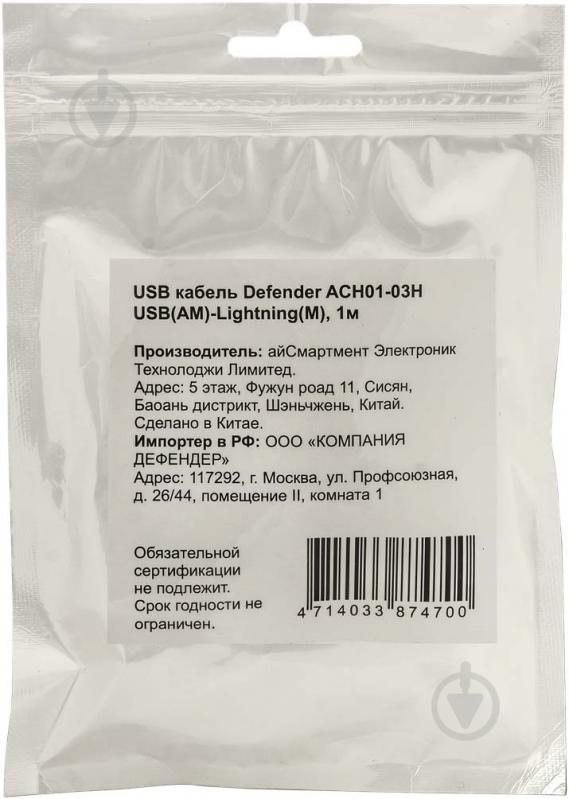 USB кабель Defender ACH01-03H
USB(AM)-Lightning(M), 1м
Производитель: айСмартмент Электроник
Технолоджи Лимитед.
Адрес: 5 этаж, Фужун роад 11, Сисян,
Баоань дистрикт, Шэньчжень, Китай.
Сделано в Китае.
Импортер в РФ: ООО «КОМПАНИЯ
ДЕФЕНДЕР»
Адрес: 117292, г. Москва, ул. Профсоюзная,
д. 26/44, помещение II, комната 1
Обязательной
сертификации
не подлежит.
Срок годности не
ограничен.
4 714033 874700